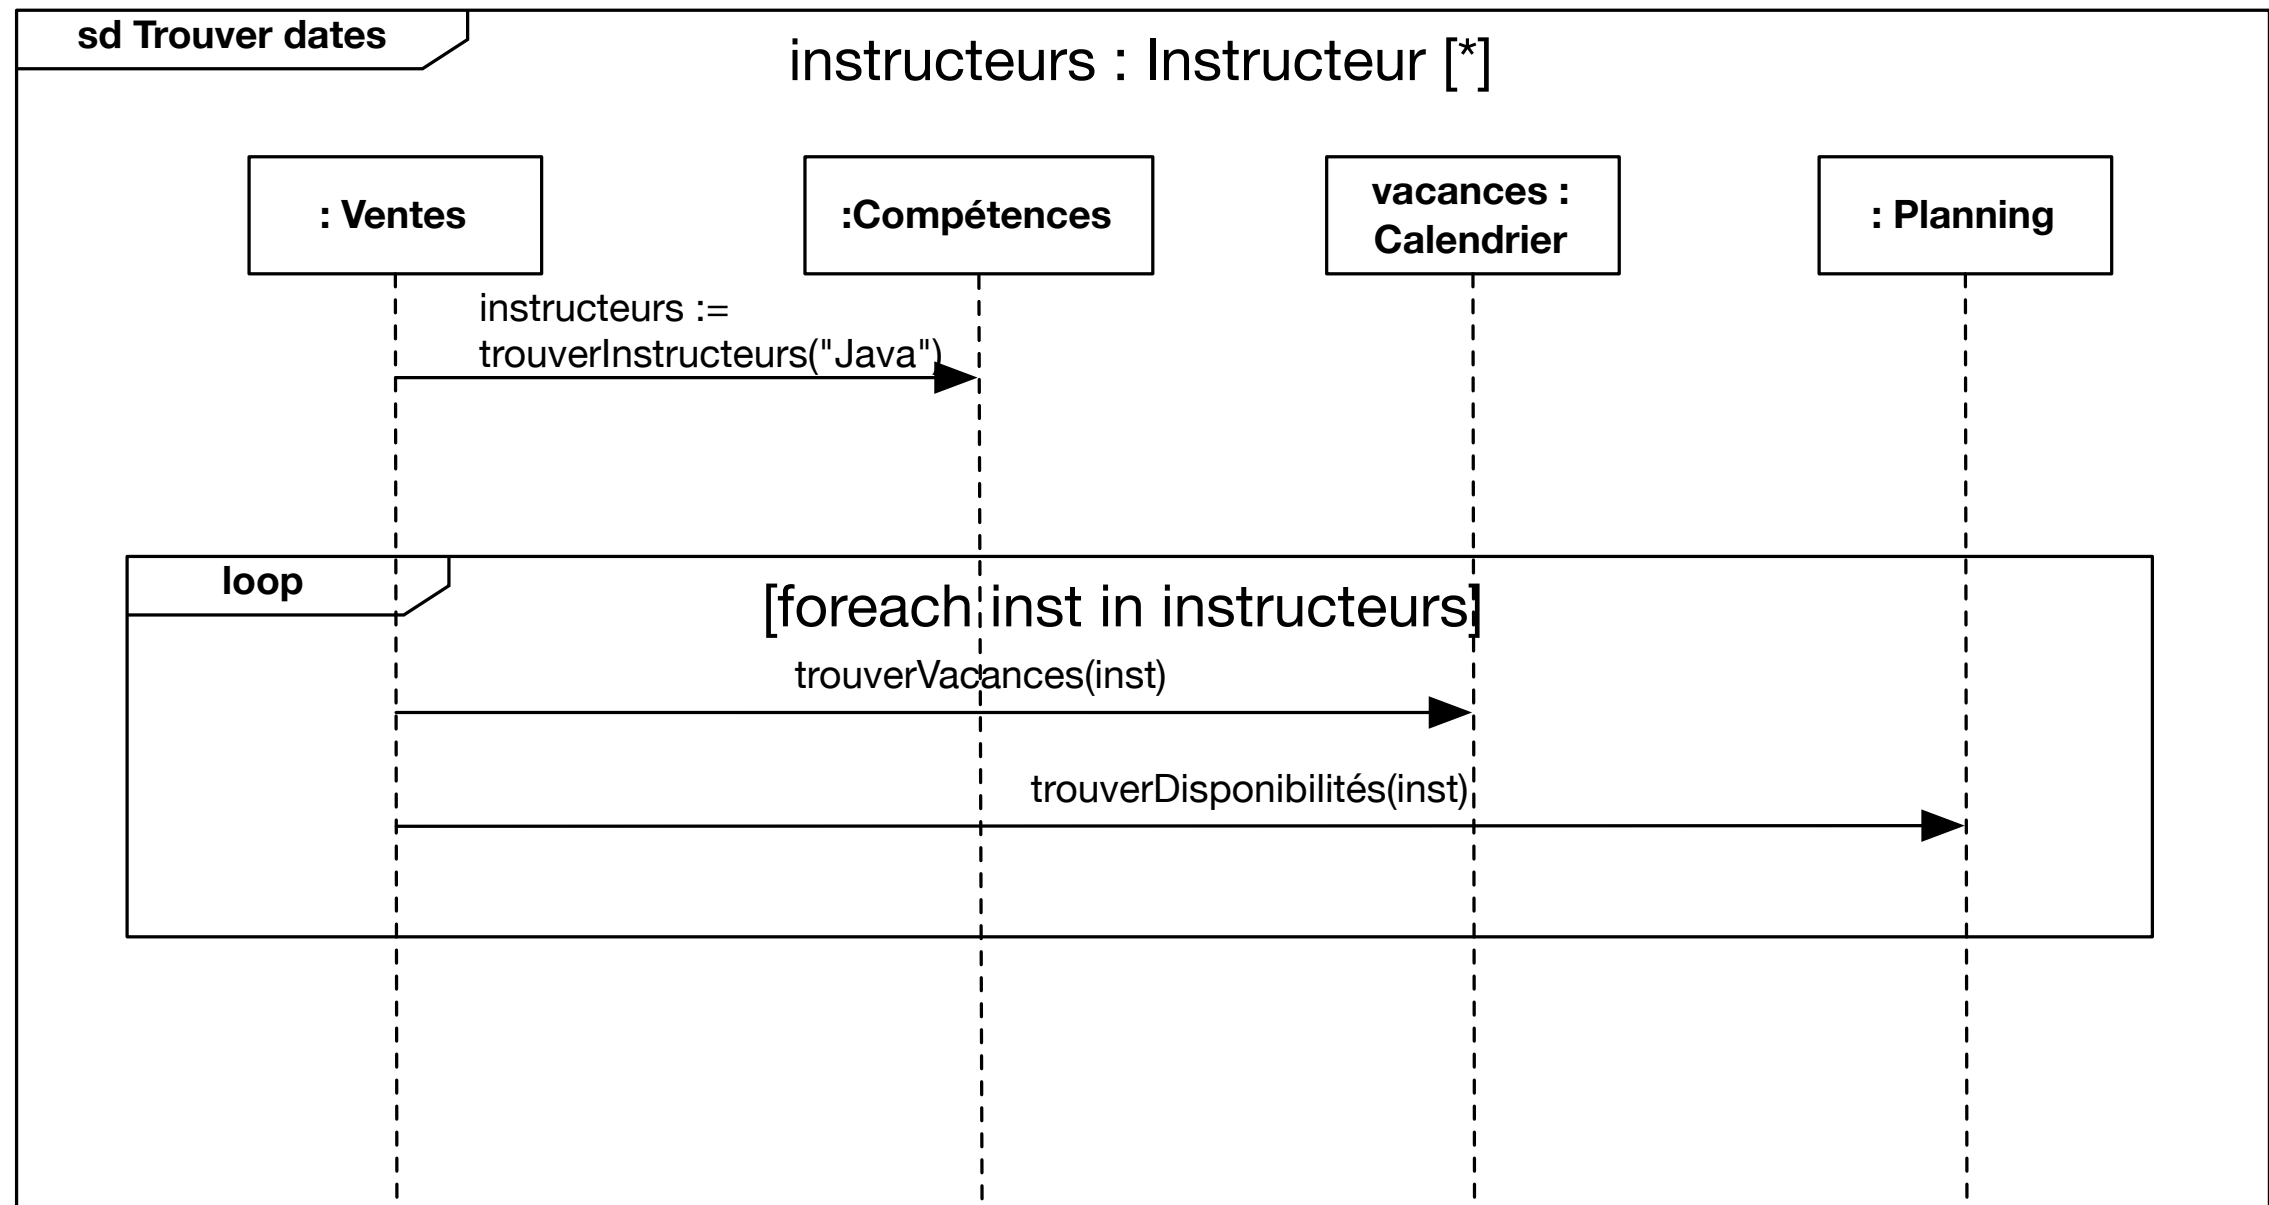 sd Trouver dates
instructeurs : Instructeur [*]
: Ventes
:Compétences
vacances :
Calendrier
: Planning
instructeurs :=
trouverInstructeurs("Java")
loop
[foreach inst in instructeurs]
trouverVacances(inst)
trouverDisponibilités(inst)